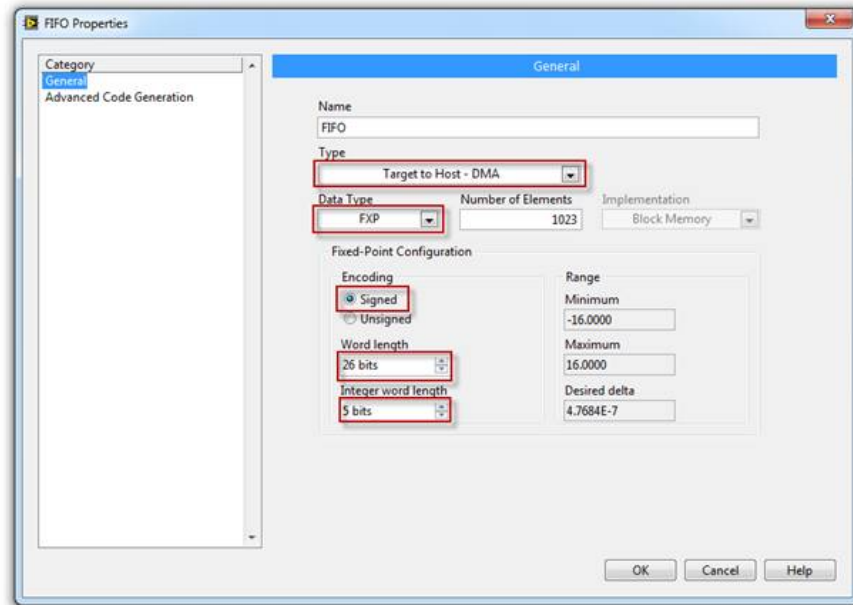 FIFO Properties
Category
General
Advanced Code Generation
General
Name
FIFO
Type
Target to Host - DMA
Data Type
Number of Elements
Implementation
FXP
1023
Block Memory
Fixed-Point Configuration
Encoding
Signed
Unsigned
Word length
26 bits
Integer word length
5 bits
Range
Minimum
-16.0000
Maximum
16.0000
Desired delta
4.7684E-7
OK
Cancel
Help